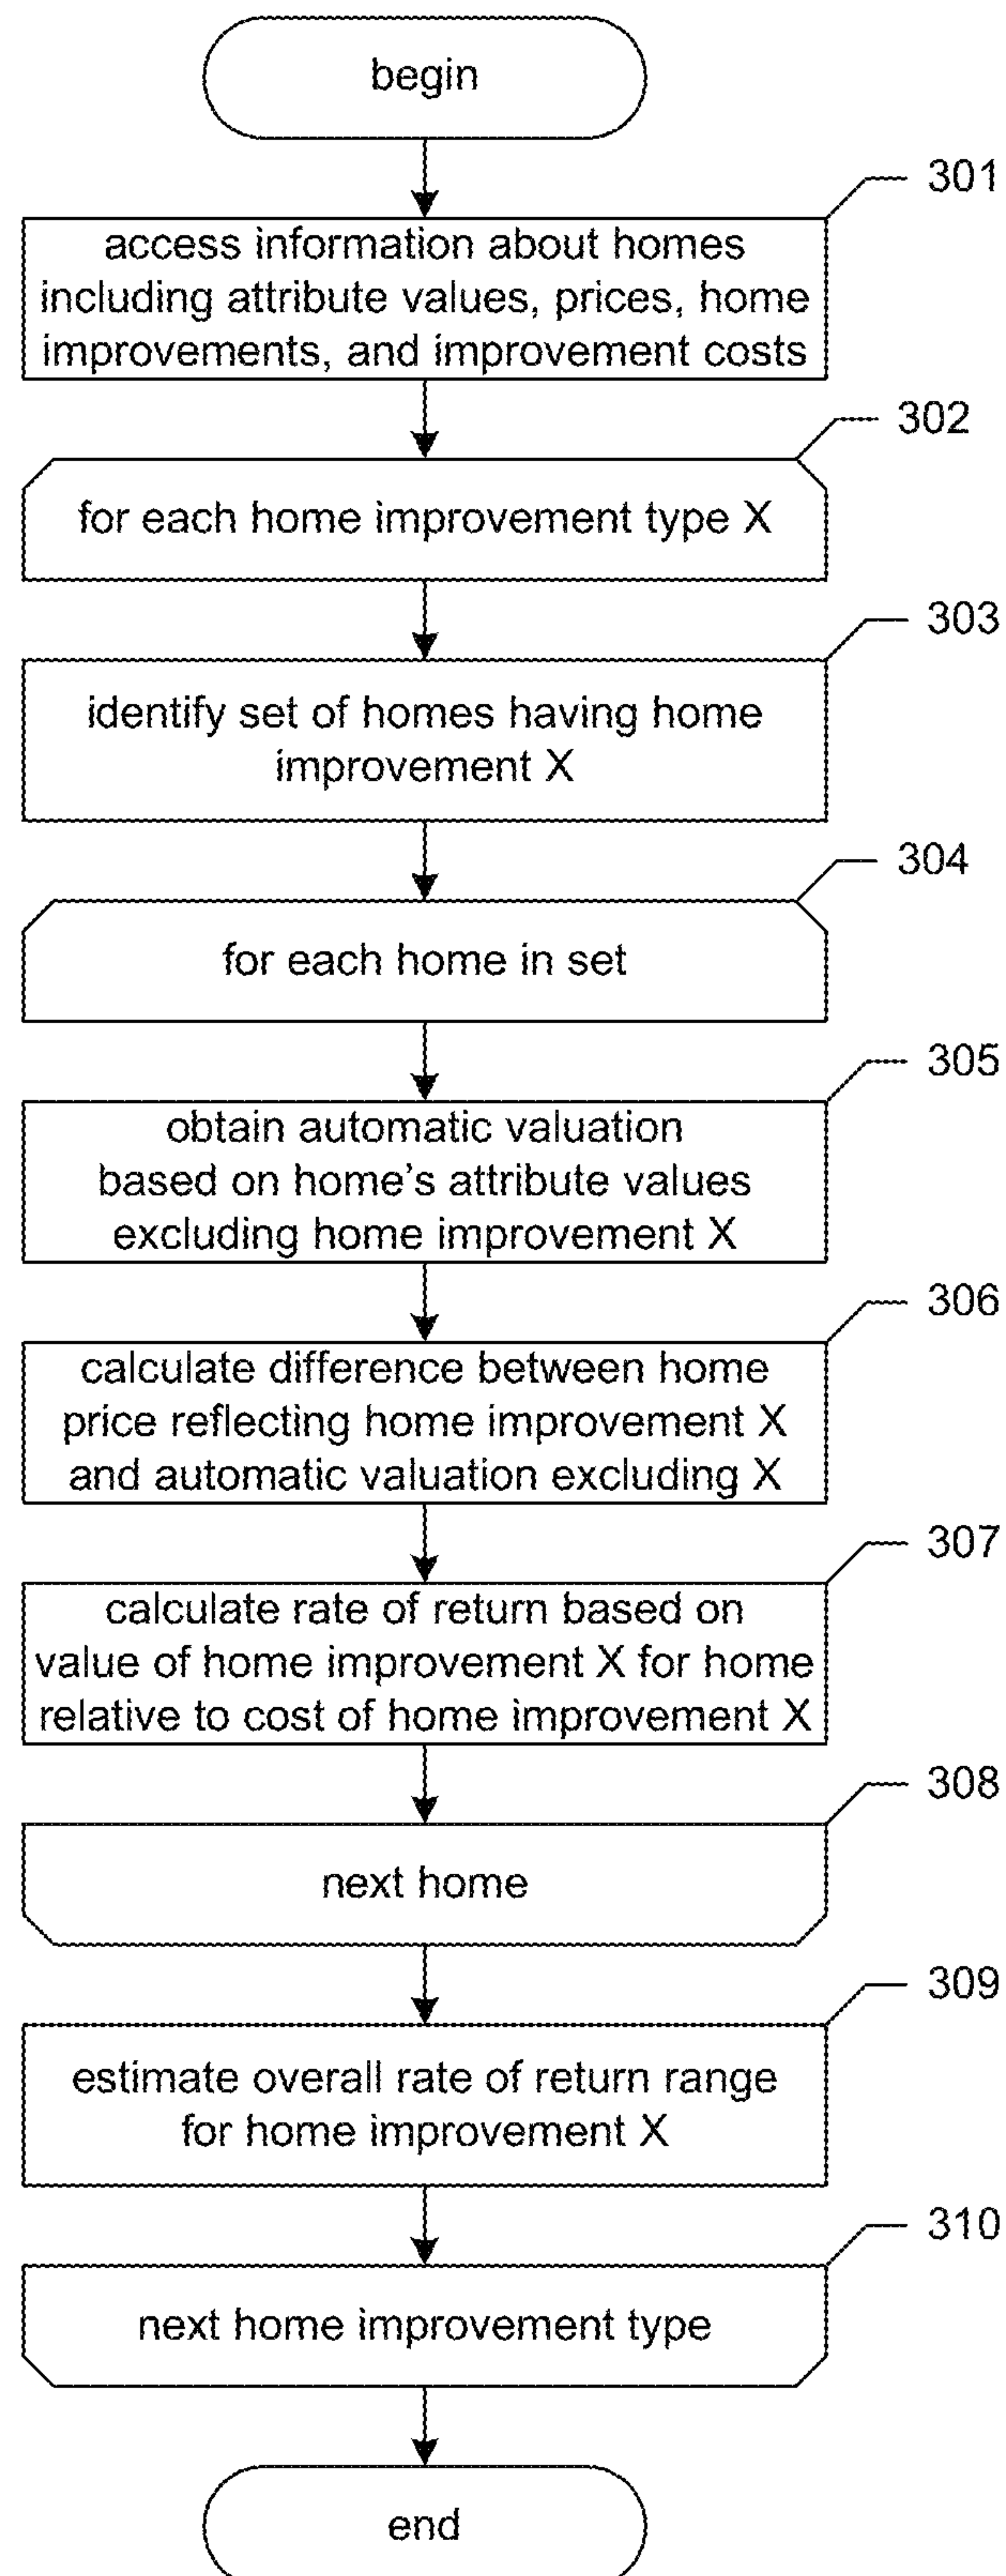 begin
301
access information about homes
including attribute values, prices, home
improvements, and improvement costs
302
for each home improvement type X
303
identify set of homes having home
improvement X
304
for each home in set
305
obtain automatic valuation
based on home's attribute values
excluding home improvement X
306
calculate difference between home
price reflecting home improvement X
and automatic valuation excluding X
307
calculate rate of return based on
value of home improvement X for home
relative to cost of home improvement X
308
next home
309
estimate overall rate of return range
for home improvement X
310
next home improvement type
end